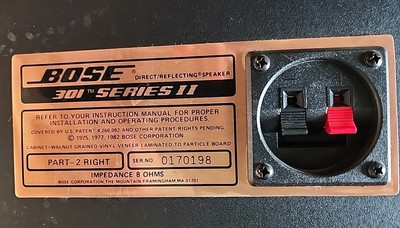 BOSE® DIRECT/REFLECTING® SPEAKER
301™ SERIES II
REFER TO YOUR INSTRUCTION MANUAL FOR PROPER
INSTALLATION AND OPERATING PROCEDURES.
COVERED BY U.S. PATENT 4,266,092 AND OTHER PATENT RIGHTS PENDING.
© 1975, 1977, 1982 BOSE CORPORATION
CABINET-WALNUT GRAINED VINYL VENEER LAMINATED TO PARTICLE BOARD
PART-2 RIGHT SER NO. 0170198
IMPEDANCE 8 OHMS
BOSE CORPORATION THE MOUNTAIN, FRAMINGHAM, MA 01701